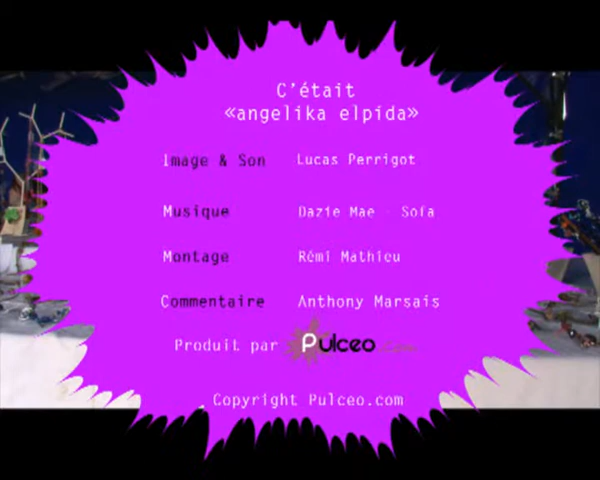 C'était
«angelika elpida»
Image & Son Lucas Perrigot
Musique Dazie Mae - Sofa
Montage Rémi Mathieu
Commentaire Anthony Marsais
Produit par Pulceo.com
Copyright Pulceo.com